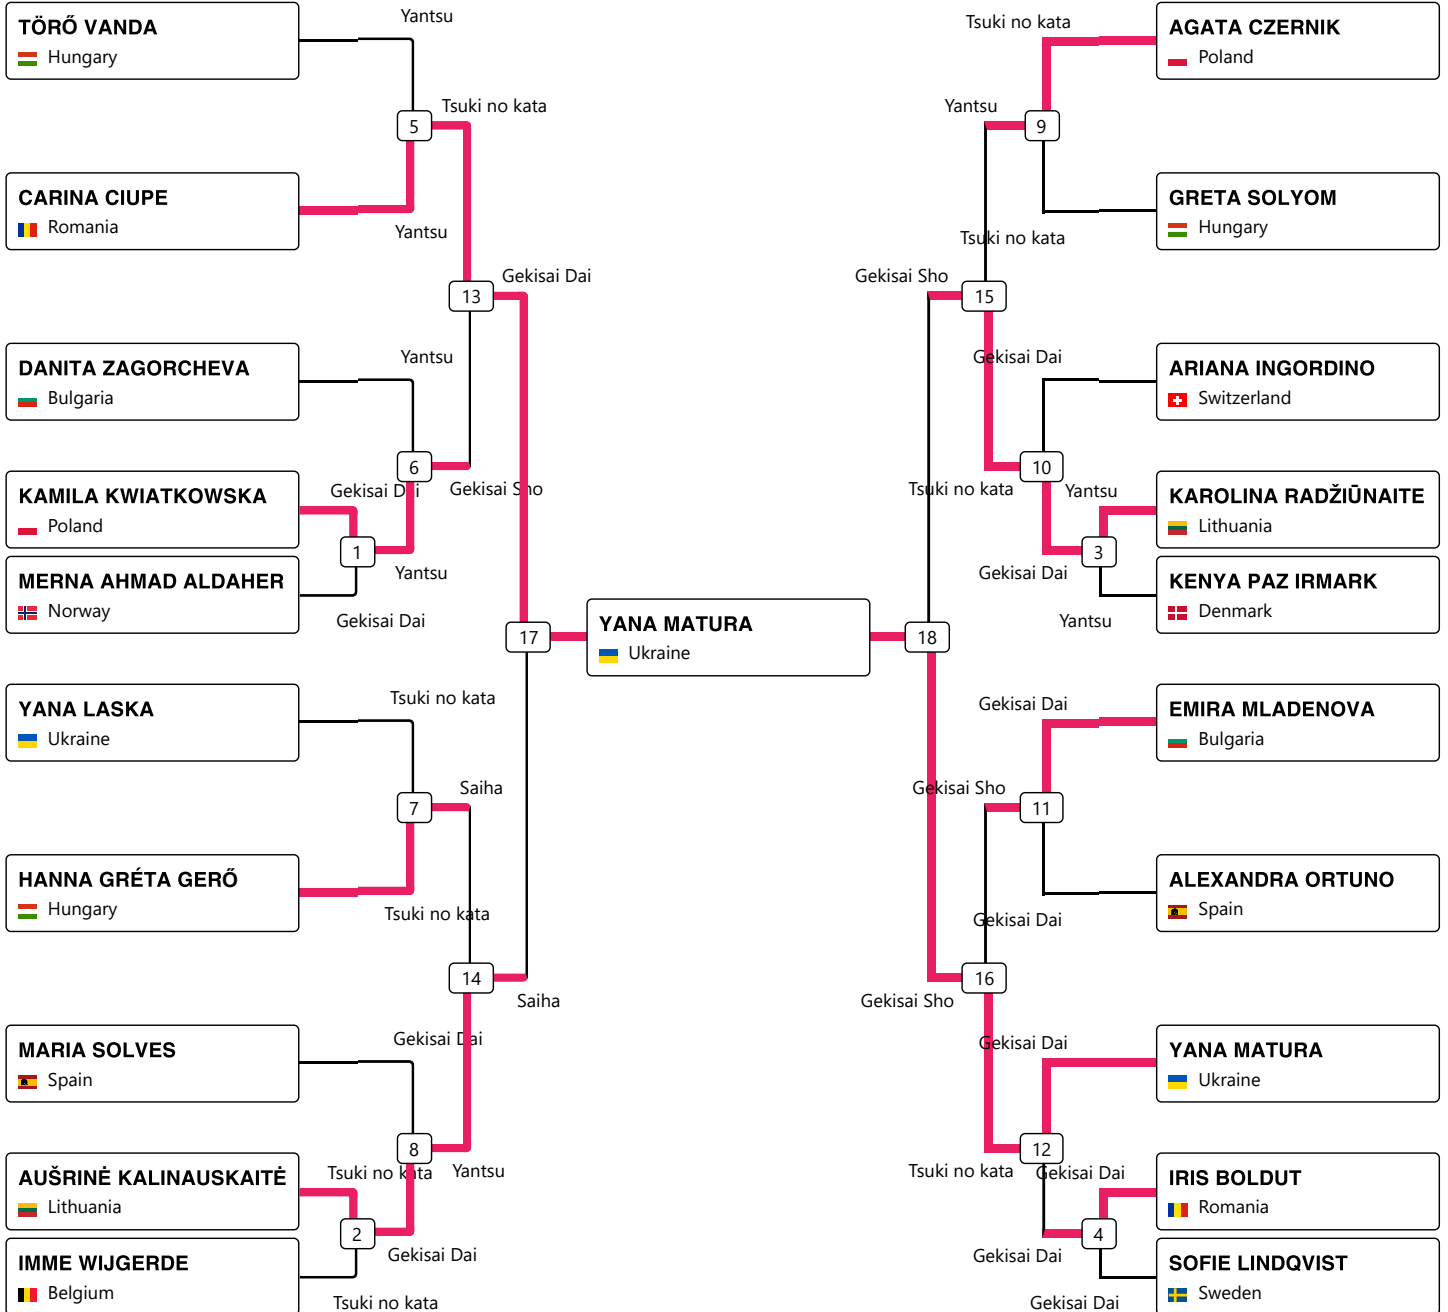 TÖRŐ VANDA
Hungary
Yantsu
5
Tsuki no kata
CARINA CIUPE
Romania
Yantsu
13
Gekisai Dai
DANITA ZAGORCHEVA
Bulgaria
Yantsu
6
Gekisai Dai
Gekisai Sho
KAMILA KWIATKOWSKA
Poland
1
Yantsu
MERNA AHMAD ALDAHER
Norway
Gekisai Dai
17
YANA LASKA
Ukraine
Tsuki no kata
7
Saiha
HANNA GRÉTA GERŐ
Hungary
Tsuki no kata
14
Saiha
MARIA SOLVES
Spain
Gekisai Dai
8
Tsuki no kata
Yantsu
AUŠRINĖ KALINAUSKAITĖ
Lithuania
2
Gekisai Dai
IMME WIJGERDE
Belgium
Tsuki no kata
YANA MATURA
Ukraine
18
Tsuki no kata
AGATA CZERNIK
Poland
Yantsu
9
GRETA SOLYOM
Hungary
Tsuki no kata
Gekisai Sho
15
Gekisai Dai
ARIANA INGORDINO
Switzerland
10
Tsuki no kata
Yantsu
KAROLINA RADŽIŪNAITE
Lithuania
3
Gekisai Dai
KENYA PAZ IRMARK
Denmark
Yantsu
Gekisai Dai
EMIRA MLADENOVA
Bulgaria
Gekisai Sho
11
ALEXANDRA ORTUNO
Spain
Gekisai Dai
16
Gekisai Sho
Gekisai Dai
YANA MATURA
Ukraine
12
Tsuki no kata
Gekisai Dai
IRIS BOLDUT
Romania
4
Gekisai Dai
SOFIE LINDQVIST
Sweden
Gekisai Dai